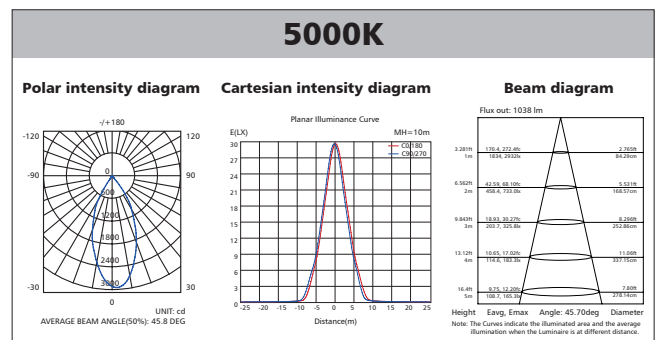 5000K
Polar intensity diagram
Cartesian intensity diagram
Beam diagram
-/+180
-120
120
-90
90
0
600
1200
1800
2400
3000
-30
30
0
UNIT: cd
AVERAGE BEAM ANGLE(50%): 45.8 DEG
Planar Illuminance Curve
E(LX)
MH=10m
C0/180
C90/270
30
27
24
21
18
15
12
9
6
3
0
-25 -20 -15 -10 -5 0 5 10 15 20 25
Distance(m)
Flux out: 1038 lm
3.281ft 170.4, 272.4fc 2.765ft
1m 1834, 2932lx 84.29cm
6.562ft 42.59, 68.10fc 5.531ft
2m 458.4, 733.0lx 168.57cm
9.843ft 18.93, 30.27fc 8.296ft
3m 203.7, 325.8lx 252.86cm
13.12ft 10.65, 17.02fc 11.06ft
4m 114.6, 183.3lx 337.15cm
16.4ft 9.75, 12.20fc 7.80ft
5m 108.7, 165.3lx 278.14cm
Height Eavg, Emax Angle: 45.70deg Diameter
Note: The Curves indicate the illuminated area and the average
illumination when the Luminaire is at different distance.